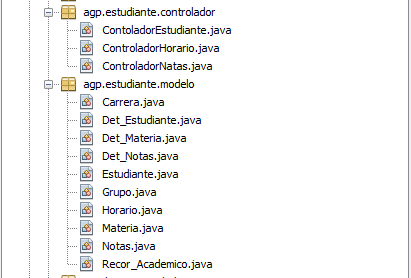 agp.estudiante.controlador
ContoladorEstudiante.java
ControladorHorario.java
ControladorNatas.java
agp.estudiante.modelo
Carrera.java
Det_Estudiante.java
Det_Materia.java
Det_Notas.java
Estudiante.java
Grupo.java
Horario.java
Materia.java
Notas.java
Recor_Academico.java